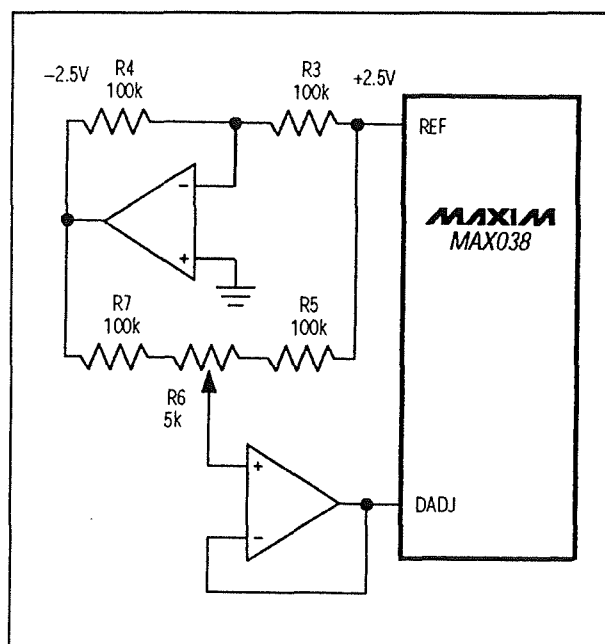 −2.5V
R4
100k
R3
100k
+2.5V
REF
MAXIM
MAX038
−
+
R7
100k
R5
100k
R6
5k
+
−
DADJ